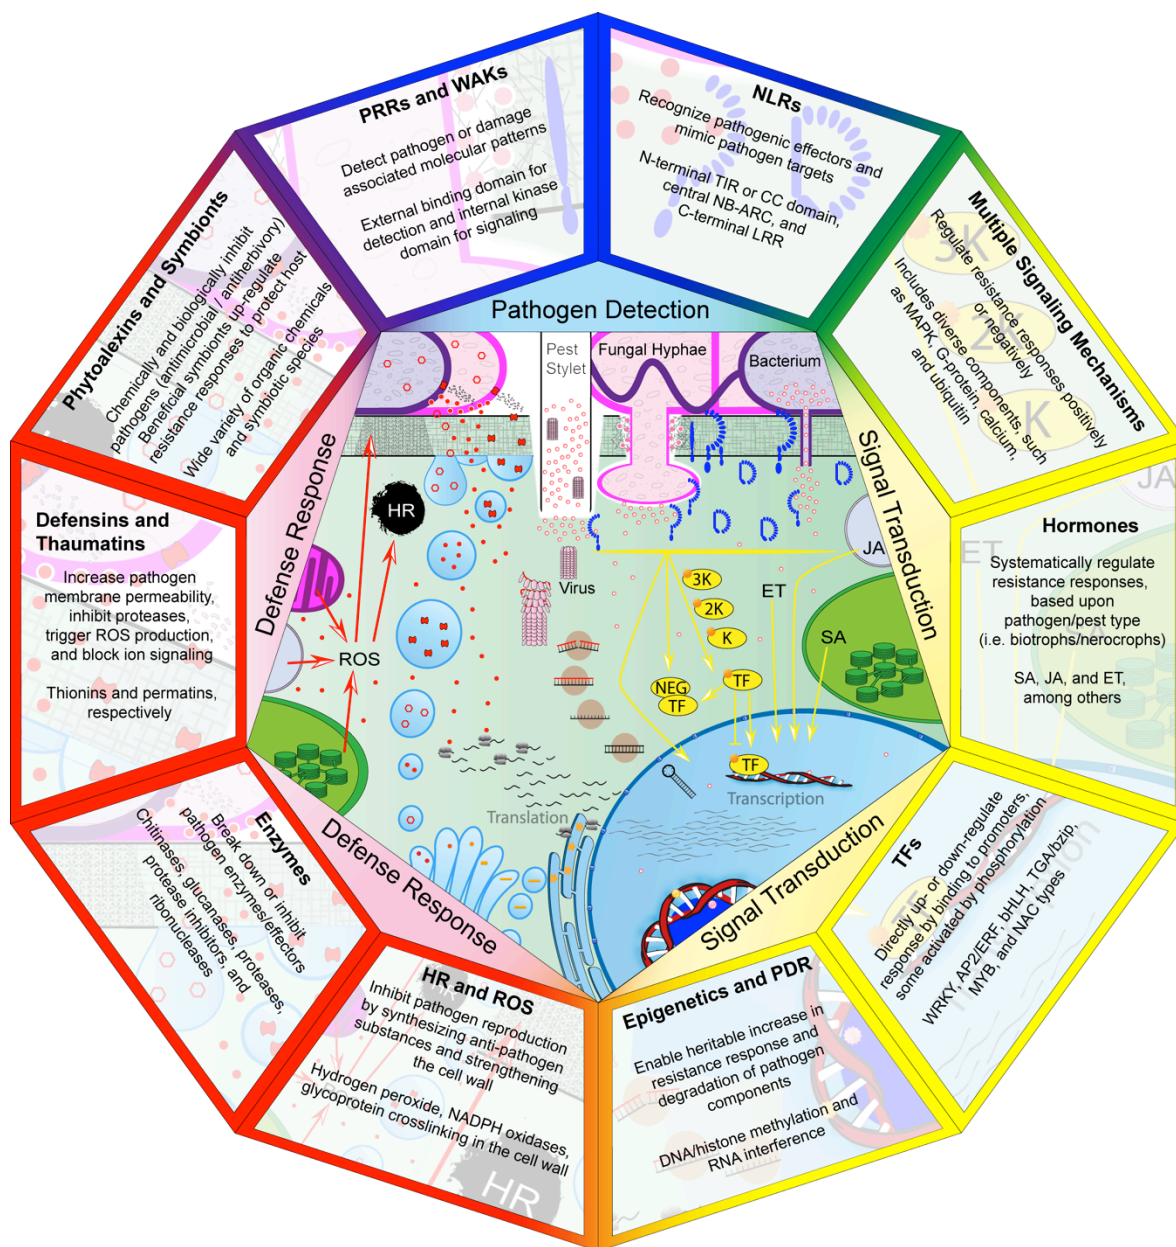 PRRs and WAKs
Detect pathogen or damage
associated molecular patterns
External binding domain for
detection and internal kinase
domain for signaling
NLRs
Recognize pathogenic effectors and
mimic pathogen targets
N-terminal TIR or CC domain,
central NB-ARC, and
C-terminal LRR
Multiple Signaling Mechanisms
Regulate resistance responses positively
or negatively
Includes diverse components, such
as MAPK, G-protein, calcium,
and ubiquitin
3K
2K
K
Hormones
Systematically regulate
resistance responses,
based upon
pathogen/pest type
(i.e. biotrophs/nerocrophs)
SA, JA, and ET,
among others
JA
ET
SA
TFs
Directly up- or down-regulate
response by binding to promoters,
some activated by phosphorylation
WRKY, AP2/ERF, bHLH, TGA/bzip,
MYB, and NAC types
Epigenetics and PDR
Enable heritable increase in
resistance response and
degradation of pathogen
components
DNA/histone methylation and
RNA interference
HR and ROS
Inhibit pathogen reproduction
by synthesizing anti-pathogen
substances and strengthening
the cell wall
Hydrogen peroxide, NADPH oxidases,
glycoprotein crosslinking in the cell wall
HR
Enzymes
Break down or inhibit
pathogen enzymes/effectors
Chitinases, glucanases, proteases,
protease inhibitors, and
ribonucleases
Defensins and
Thaumatins
Increase pathogen
membrane permeability,
inhibit proteases,
trigger ROS production,
and block ion signaling
Thionins and permatins,
respectively
Phytoalexins and Symbionts
Chemically and biologically inhibit
pathogens (antimicrobial / antiherbivory)
Beneficial symbionts up-regulate
resistance responses to protect host
Wide variety of organic chemicals
and symbiotic species
Pathogen Detection
Signal Transduction
Signal Transduction
Defense Response
Defense Response
Pest
Stylet
Fungal Hyphae
Bacterium
HR
ROS
Virus
3K
2K
K
TF
NEG
TF
TF
ET
JA
SA
Transcription
Translation